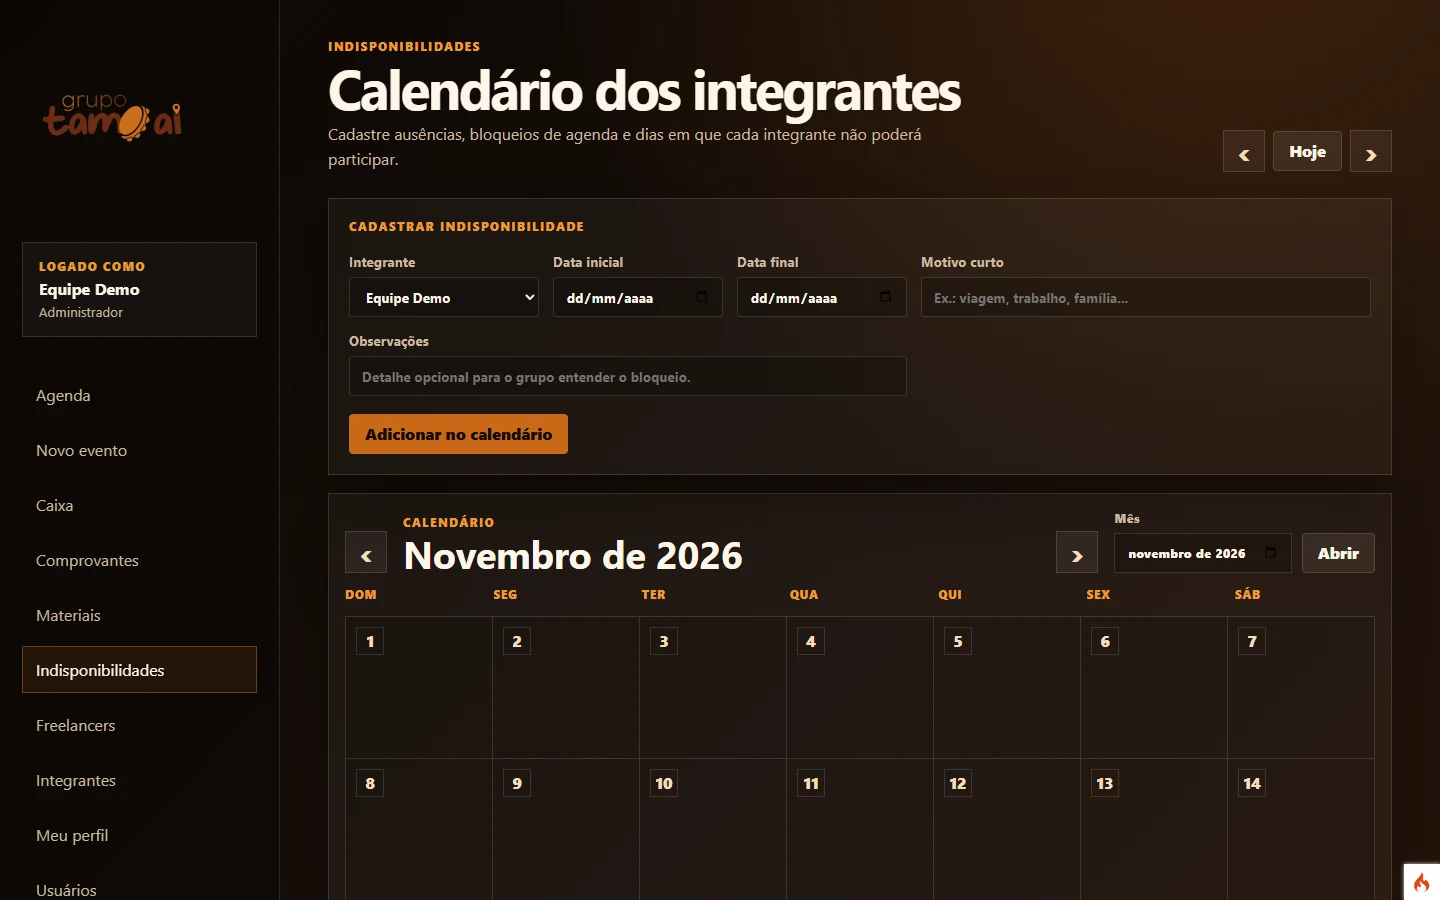 grupo
tamo aí
LOGADO COMO
Equipe Demo
Administrador
Agenda
Novo evento
Caixa
Comprovantes
Materiais
Indisponibilidades
Freelancers
Integrantes
Meu perfil
Usuários
INDISPONIBILIDADES
Calendário dos integrantes
Cadastre ausências, bloqueios de agenda e dias em que cada integrante não poderá
participar.
‹ Hoje ›
CADASTRAR INDISPONIBILIDADE
Integrante Data inicial Data final Motivo curto
Equipe Demo dd/mm/aaaa dd/mm/aaaa Ex.: viagem, trabalho, família...
Observações
Detalhe opcional para o grupo entender o bloqueio.
Adicionar no calendário
CALENDÁRIO
‹ Novembro de 2026 ›
Mês
novembro de 2026 Abrir
DOM SEG TER QUA QUI SEX SÁB
1 2 3 4 5 6 7
8 9 10 11 12 13 14